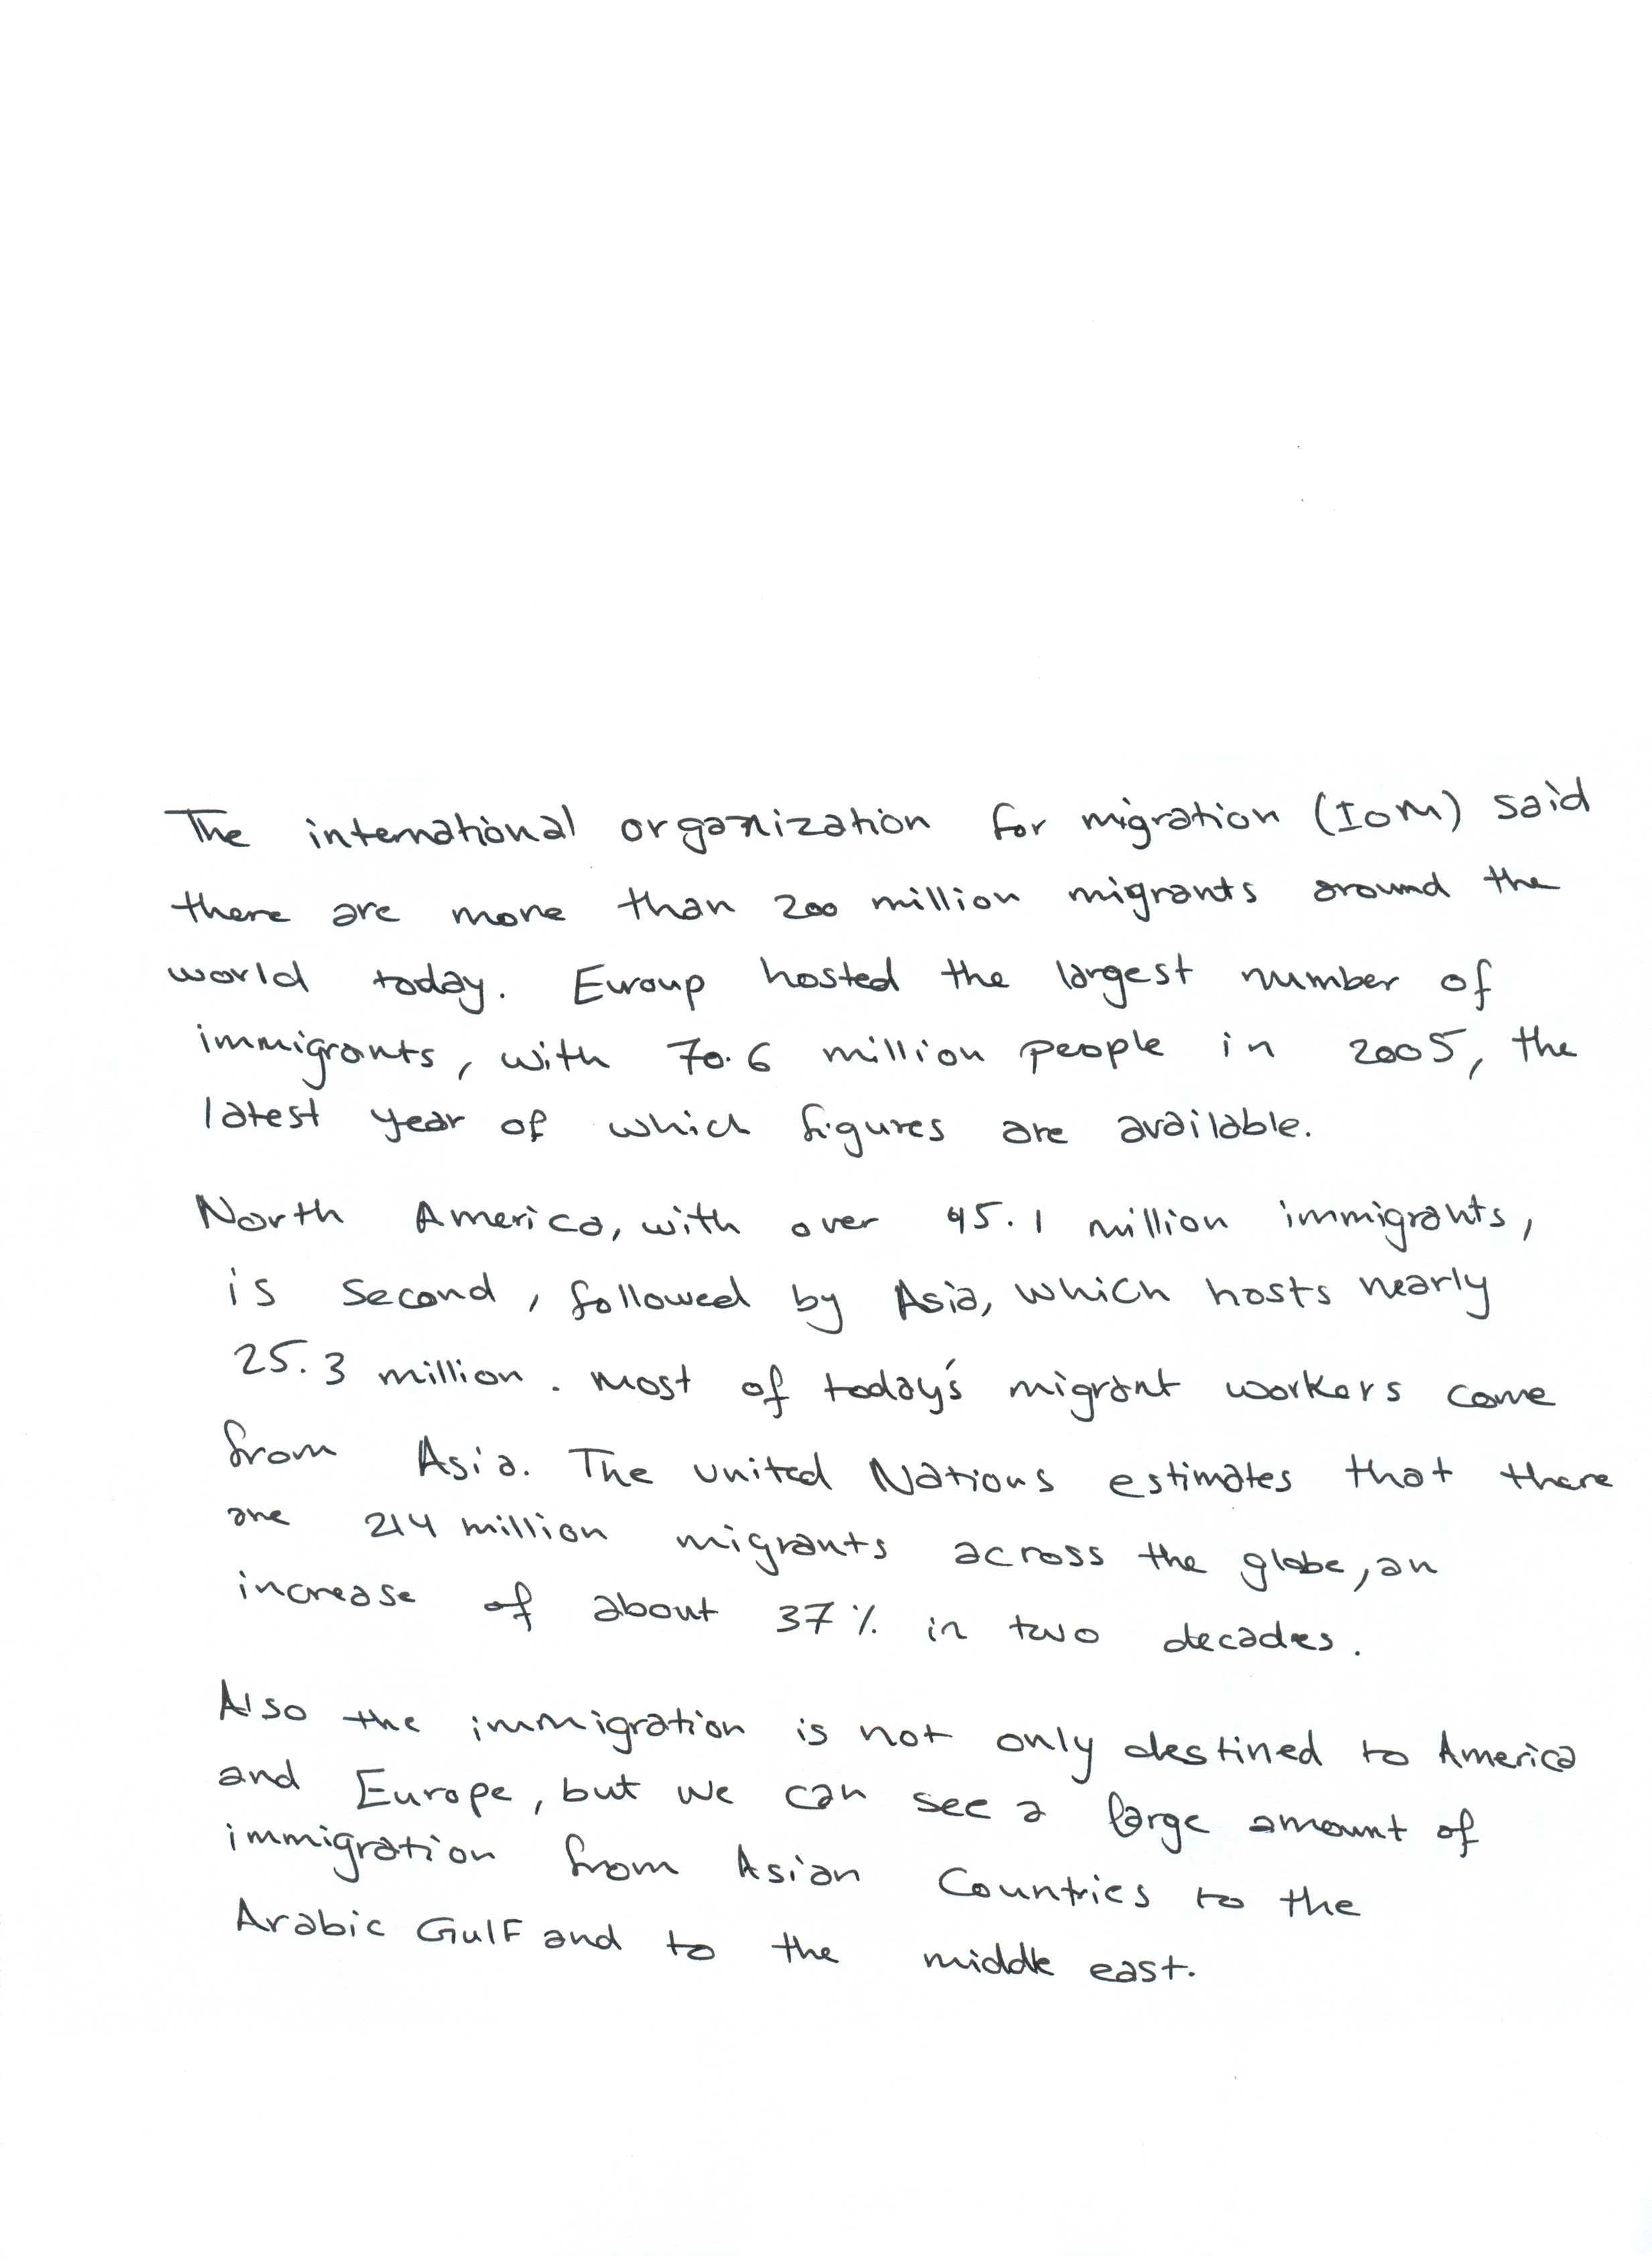 The international organization for migration (IOM) said
there are more than 200 million migrants around the
world today. Euroup hosted the largest number of
immigrants, with 70.6 million people in 2005, the
latest year of which figures are available.
North America, with over 45.1 million immigrants,
is second, followed by Asia, which hosts nearly
25.3 million. most of today's migrant workers come
from Asia. The united Nations estimates that there
are 214 million migrants across the globe, an
increase of about 37% in two decades.
Also the immigration is not only destined to America
and Europe, but we can see a large amount of
immigration from Asian Countries to the
Arabic Gulf and to the middle east.